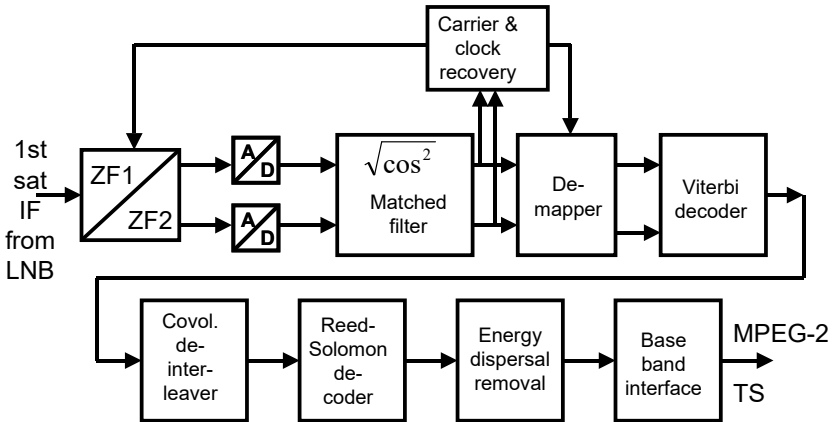 Carrier &
clock
recovery
1st
sat
IF
from
LNB
ZF1
ZF2
A
D
A
D
√cos²
Matched
filter
De-
mapper
Viterbi
decoder
Covol.
de-
inter-
leaver
Reed-
Solomon
de-
coder
Energy
dispersal
removal
Base
band
interface
MPEG-2
TS